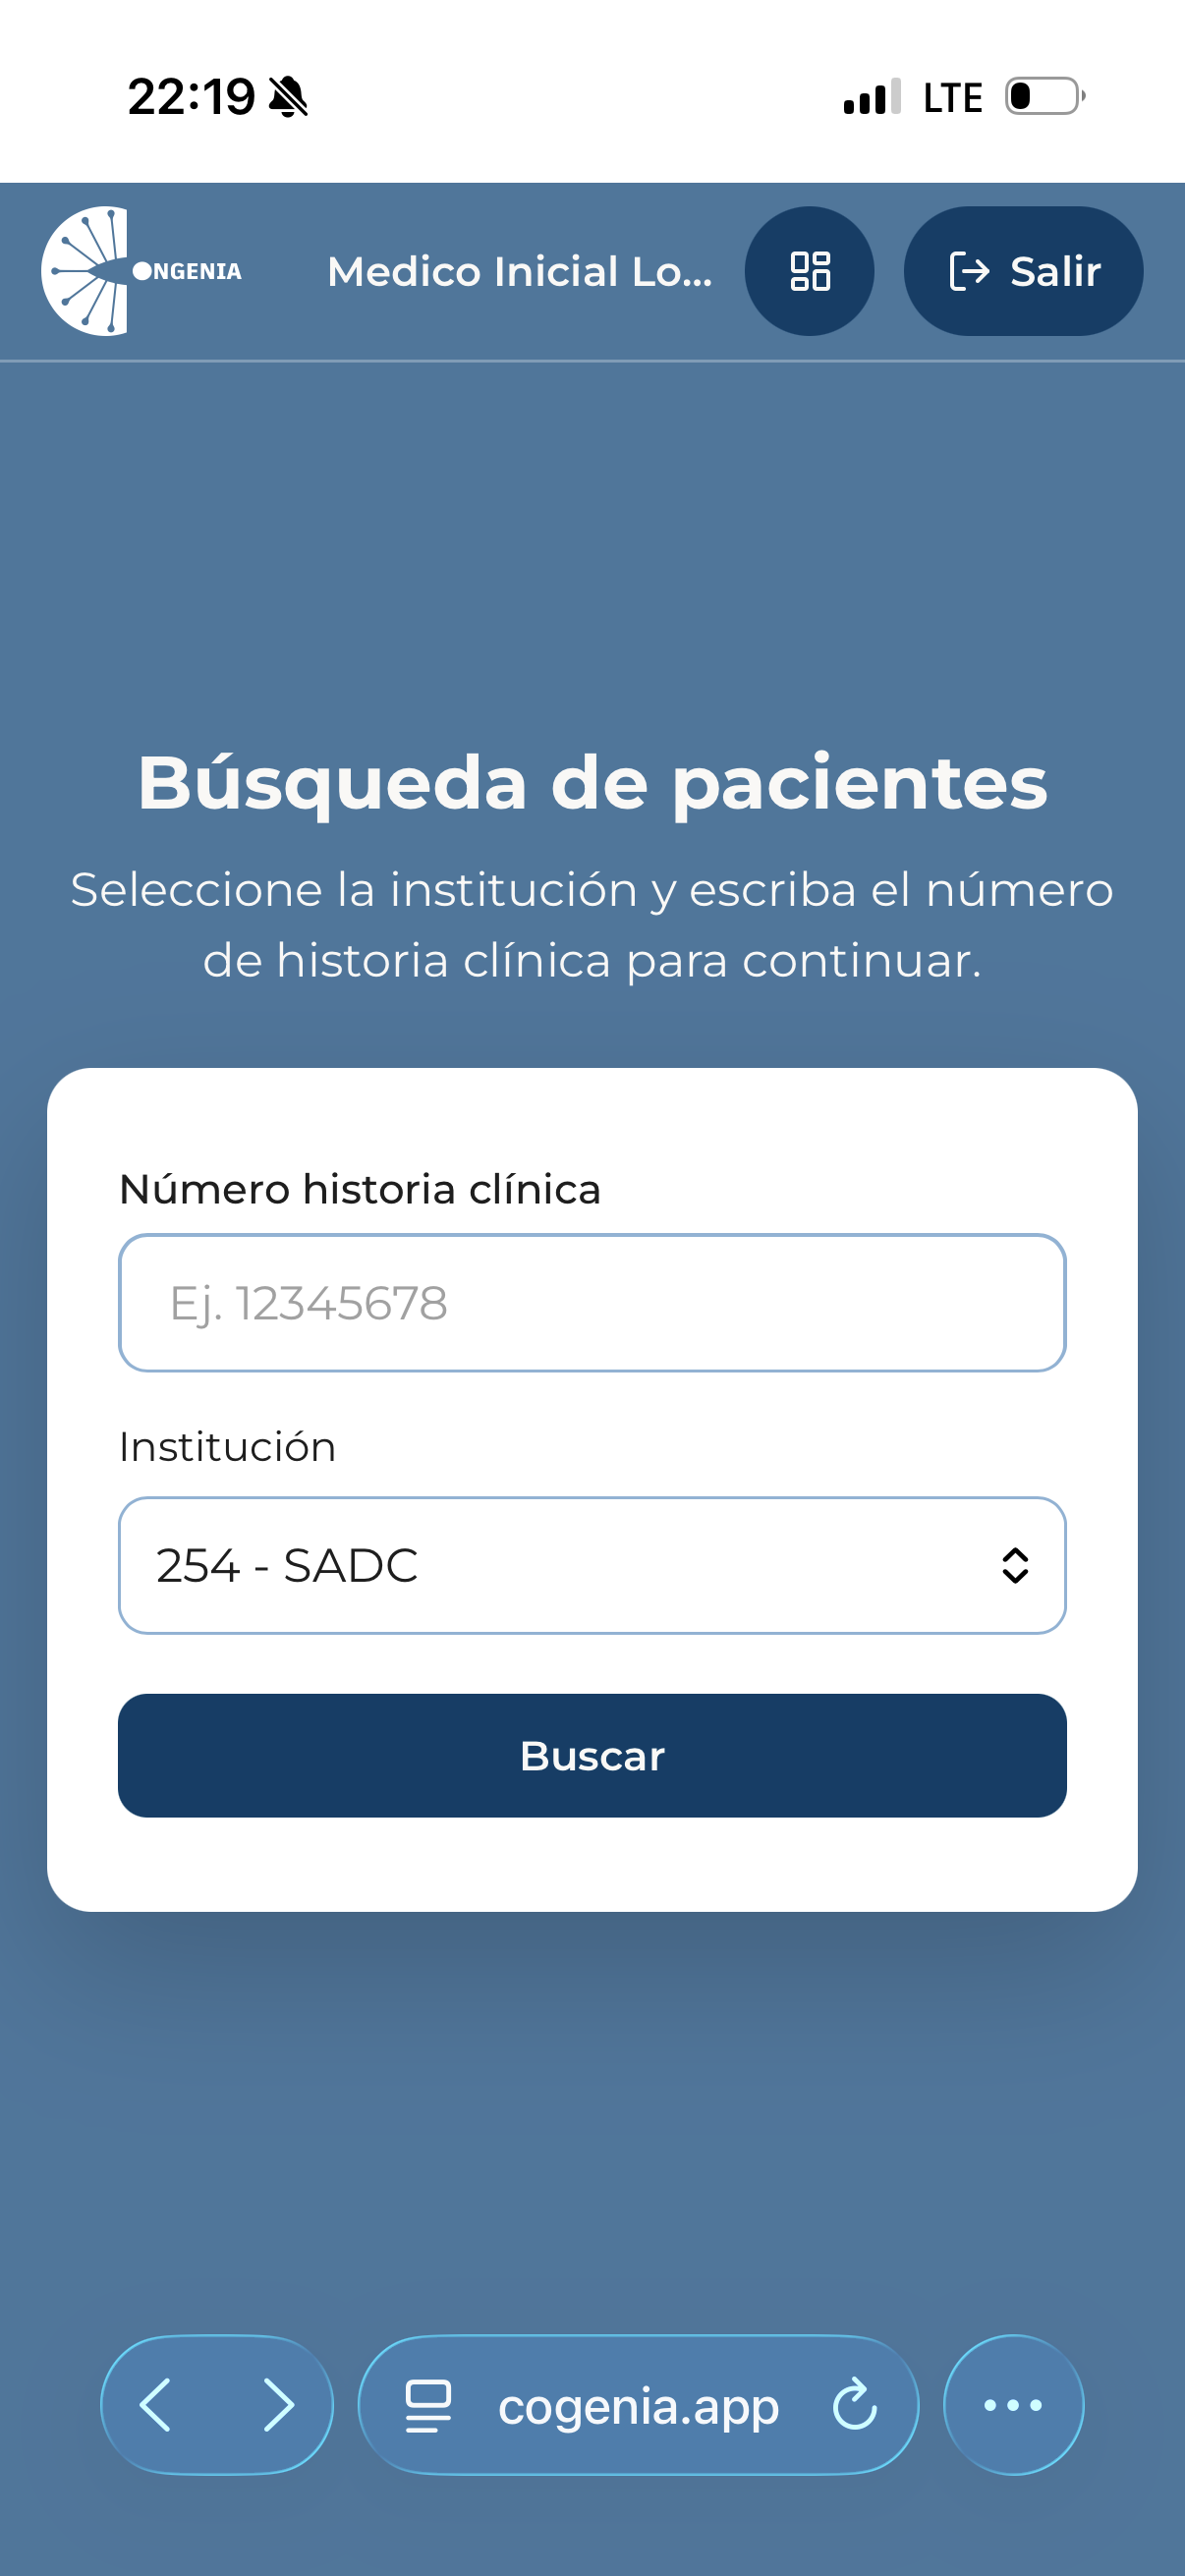 22:19
LTE
NGENIA
Medico Inicial Lo...
Salir
Búsqueda de pacientes
Seleccione la institución y escriba el número
de historia clínica para continuar.
Número historia clínica
Ej. 12345678
Institución
254 - SADC
Buscar
cogenia.app